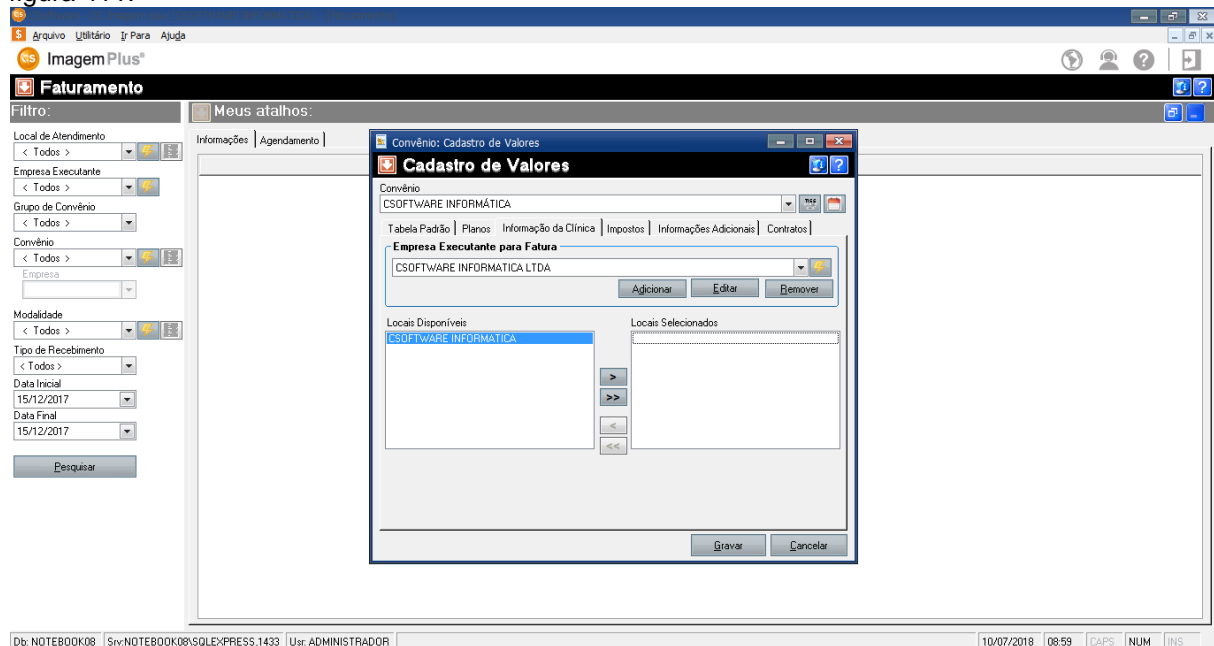 Arquivo Utilitário Ir Para Ajuda
ImagemPlus®
Faturamento
Filtro:
Meus atalhos:
Local de Atendimento
< Todos >
Empresa Executante
< Todos >
Grupo de Convênio
< Todos >
Convênio
< Todos >
Empresa
Modalidade
< Todos >
Tipo de Recebimento
< Todos >
Data Inicial
15/12/2017
Data Final
15/12/2017
Pesquisar
Informações Agendamento
Convênio: Cadastro de Valores
Cadastro de Valores
Convênio
CSOFTWARE INFORMÁTICA
Tabela Padrão Planos Informação da Clínica Impostos Informações Adicionais Contratos
Empresa Executante para Fatura
CSOFTWARE INFORMATICA LTDA
Adicionar Editar Remover
Locais Disponíveis Locais Selecionados
CSOFTWARE INFORMATICA
>
>>
<
<<
Gravar Cancelar
Db: NOTEBOOK08 Srv:NOTEBOOK08\SQLEXPRESS,1433 Usr: ADMINISTRADOR 10/07/2018 08:59 CAPS NUM INS